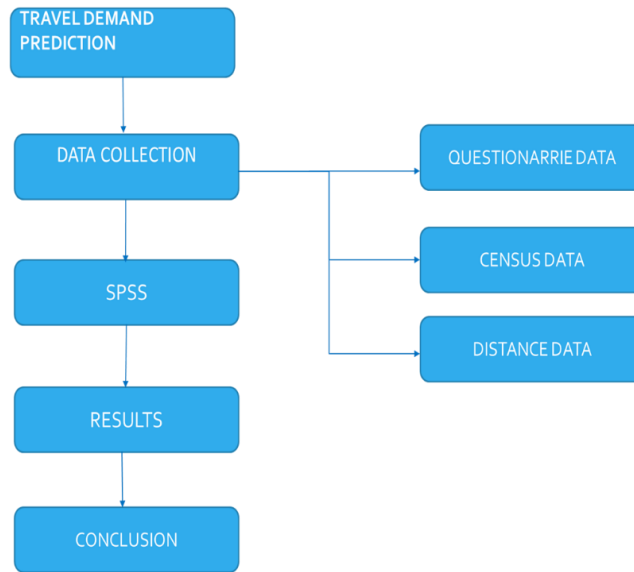 TRAVEL DEMAND
PREDICTION
DATA COLLECTION
QUESTIONARRIE DATA
CENSUS DATA
SPSS
DISTANCE DATA
RESULTS
CONCLUSION